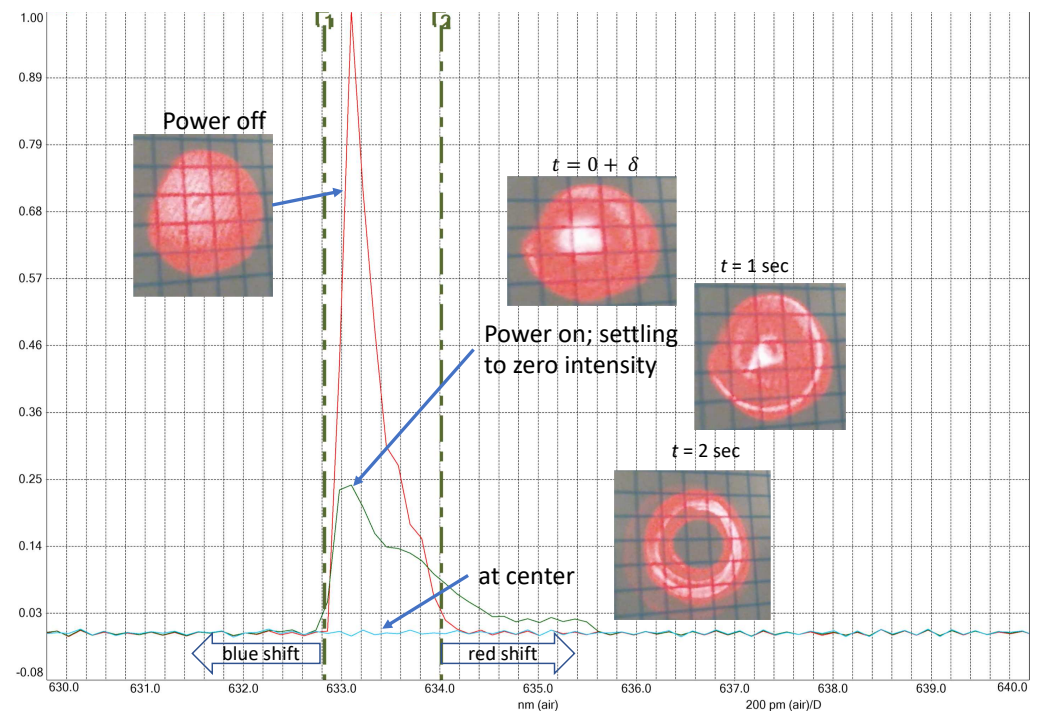 1 2
1.00
0.89
0.79
0.68
0.57
0.46
0.36
0.25
0.14
0.03
-0.08
Power off
t = 0 + δ
t = 1 sec
Power on; settling
to zero intensity
t = 2 sec
at center
blue shift
red shift
630.0 631.0 632.0 633.0 634.0 635.0 636.0 637.0 638.0 639.0 640.0
nm (air) 200 pm (air)/D